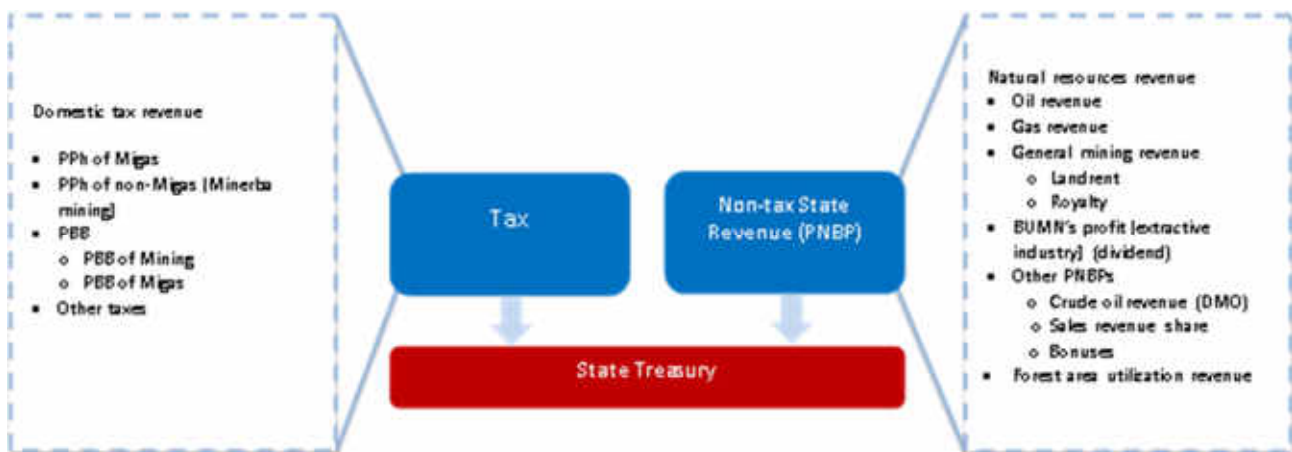 Domestic tax revenue
▪ PPh of Migas
▪ PPh of non-Migas [Minerba
mining]
▪ PBB
o PBB of Mining
o PBB of Migas
▪ Other taxes
Tax
Non-tax State
Revenue (PNBP)
State Treasury
Natural resources revenue
▪ Oil revenue
▪ Gas revenue
▪ General mining revenue
o Landrent
o Royalty
▪ BUMN's profit [extractive
industry] (dividend)
▪ Other PNBPs
o Crude oil revenue (DMO)
o Sales revenue share
o Bonuses
▪ Forest area utilization revenue